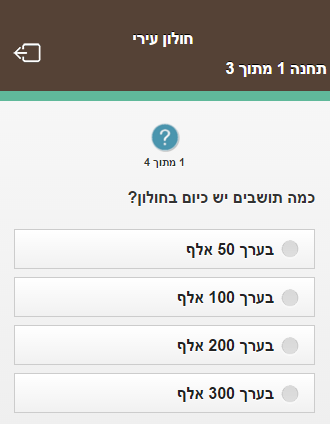 חולון עירי
תחנה 1 מתוך 3
?
1 מתוך 4
כמה תושבים יש כיום בחולון?
בערך 50 אלף
בערך 100 אלף
בערך 200 אלף
בערך 300 אלף